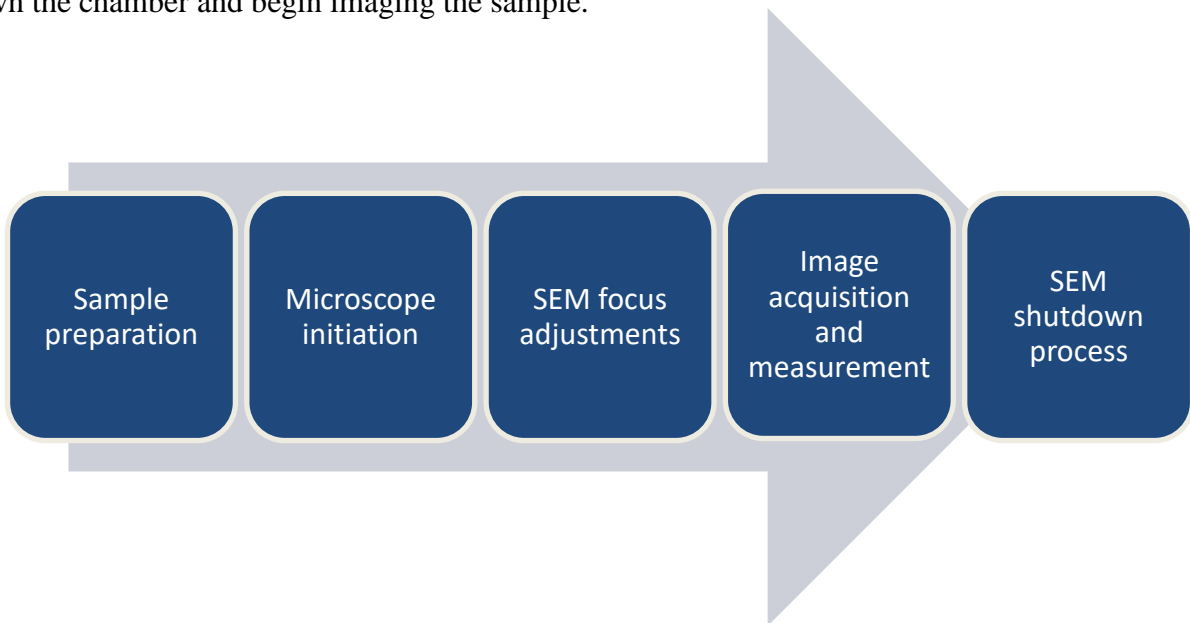 the chamber and begin imaging the sample.
Sample
preparation
Microscope
initiation
SEM focus
adjustments
Image
acquisition
and
measurement
SEM
shutdown
process